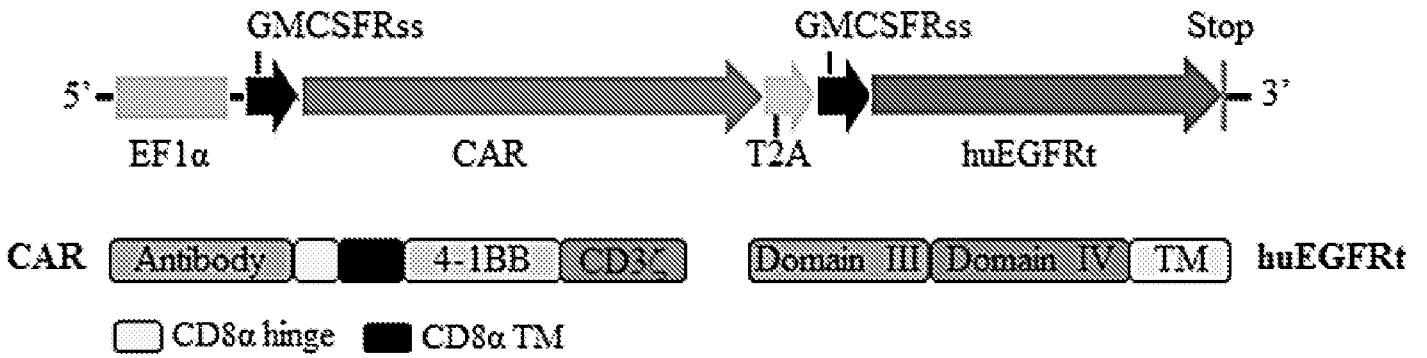 GMCSFRss GMCSFRss Stop
5’ 3’
EF1α CAR T2A huEGFRt
CAR Antibody 4-1BB CD3ζ Domain III Domain IV TM huEGFRt
CD8α hinge CD8α TM